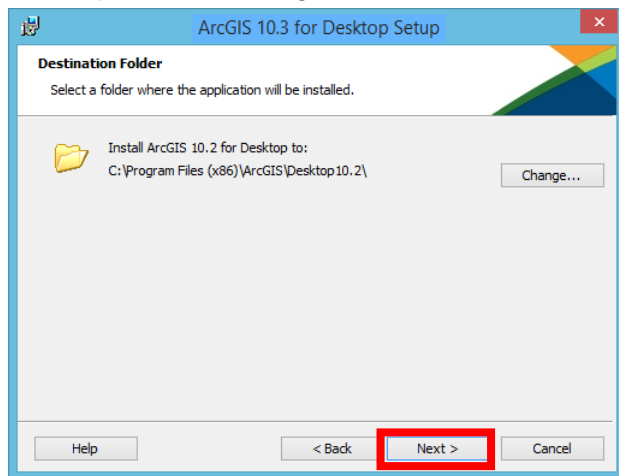 ArcGIS 10.3 for Desktop Setup
Destination Folder
Select a folder where the application will be installed.
Install ArcGIS 10.2 for Desktop to:
C:\Program Files (x86)\ArcGIS\Desktop10.2\
Change...
Help
< Back
Next >
Cancel